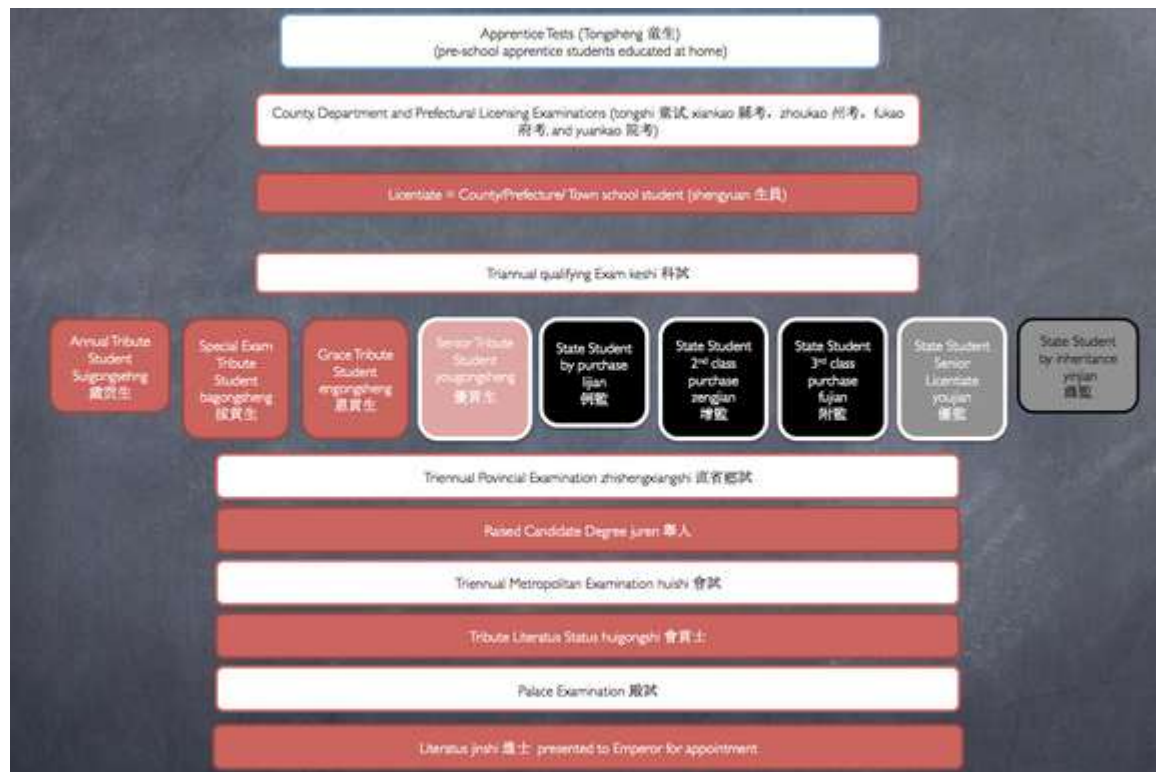 Apprentice Tests (Tongsheng 童生)
(pre-school apprentice students educated at home)
County, Department and Prefectural Licensing Examinations (tongshi 童试, xiankao 縣考, zhoukao 州考, fukao
府考, and yuankao 院考)
Licentiate = County/Prefecture/ Town school student (shengyuan 生員)
Triannual qualifying Exam keshi 科試
Annual Tribute
Student
Suigongsehng
歲贡生
Special Exam
Tribute
Student
bagongsheng
拔貢生
Grace Tribute
Student
engongsheng
恩貢生
Senior Tribute
Student
yougongsheng
優貢生
State Student
by purchase
lijian
例監
State Student
2nd class
purchase
zengjian
增監
State Student
3rd class
purchase
fujian
附監
State Student
Senior
Licentiate
youjian
優監
State Student
by inheritance
yinjian
廕監
Triennual Rovincial Examination zhishengxiangshi 直省鄉試
Raised Candidate Degree juren 舉人
Triennual Metropolitan Examination huishi 會試
Tribute Literatus Status huigongshi 會貢士
Palace Examination 殿試
Literatus jinshi 進士 presented to Emperor for appointment